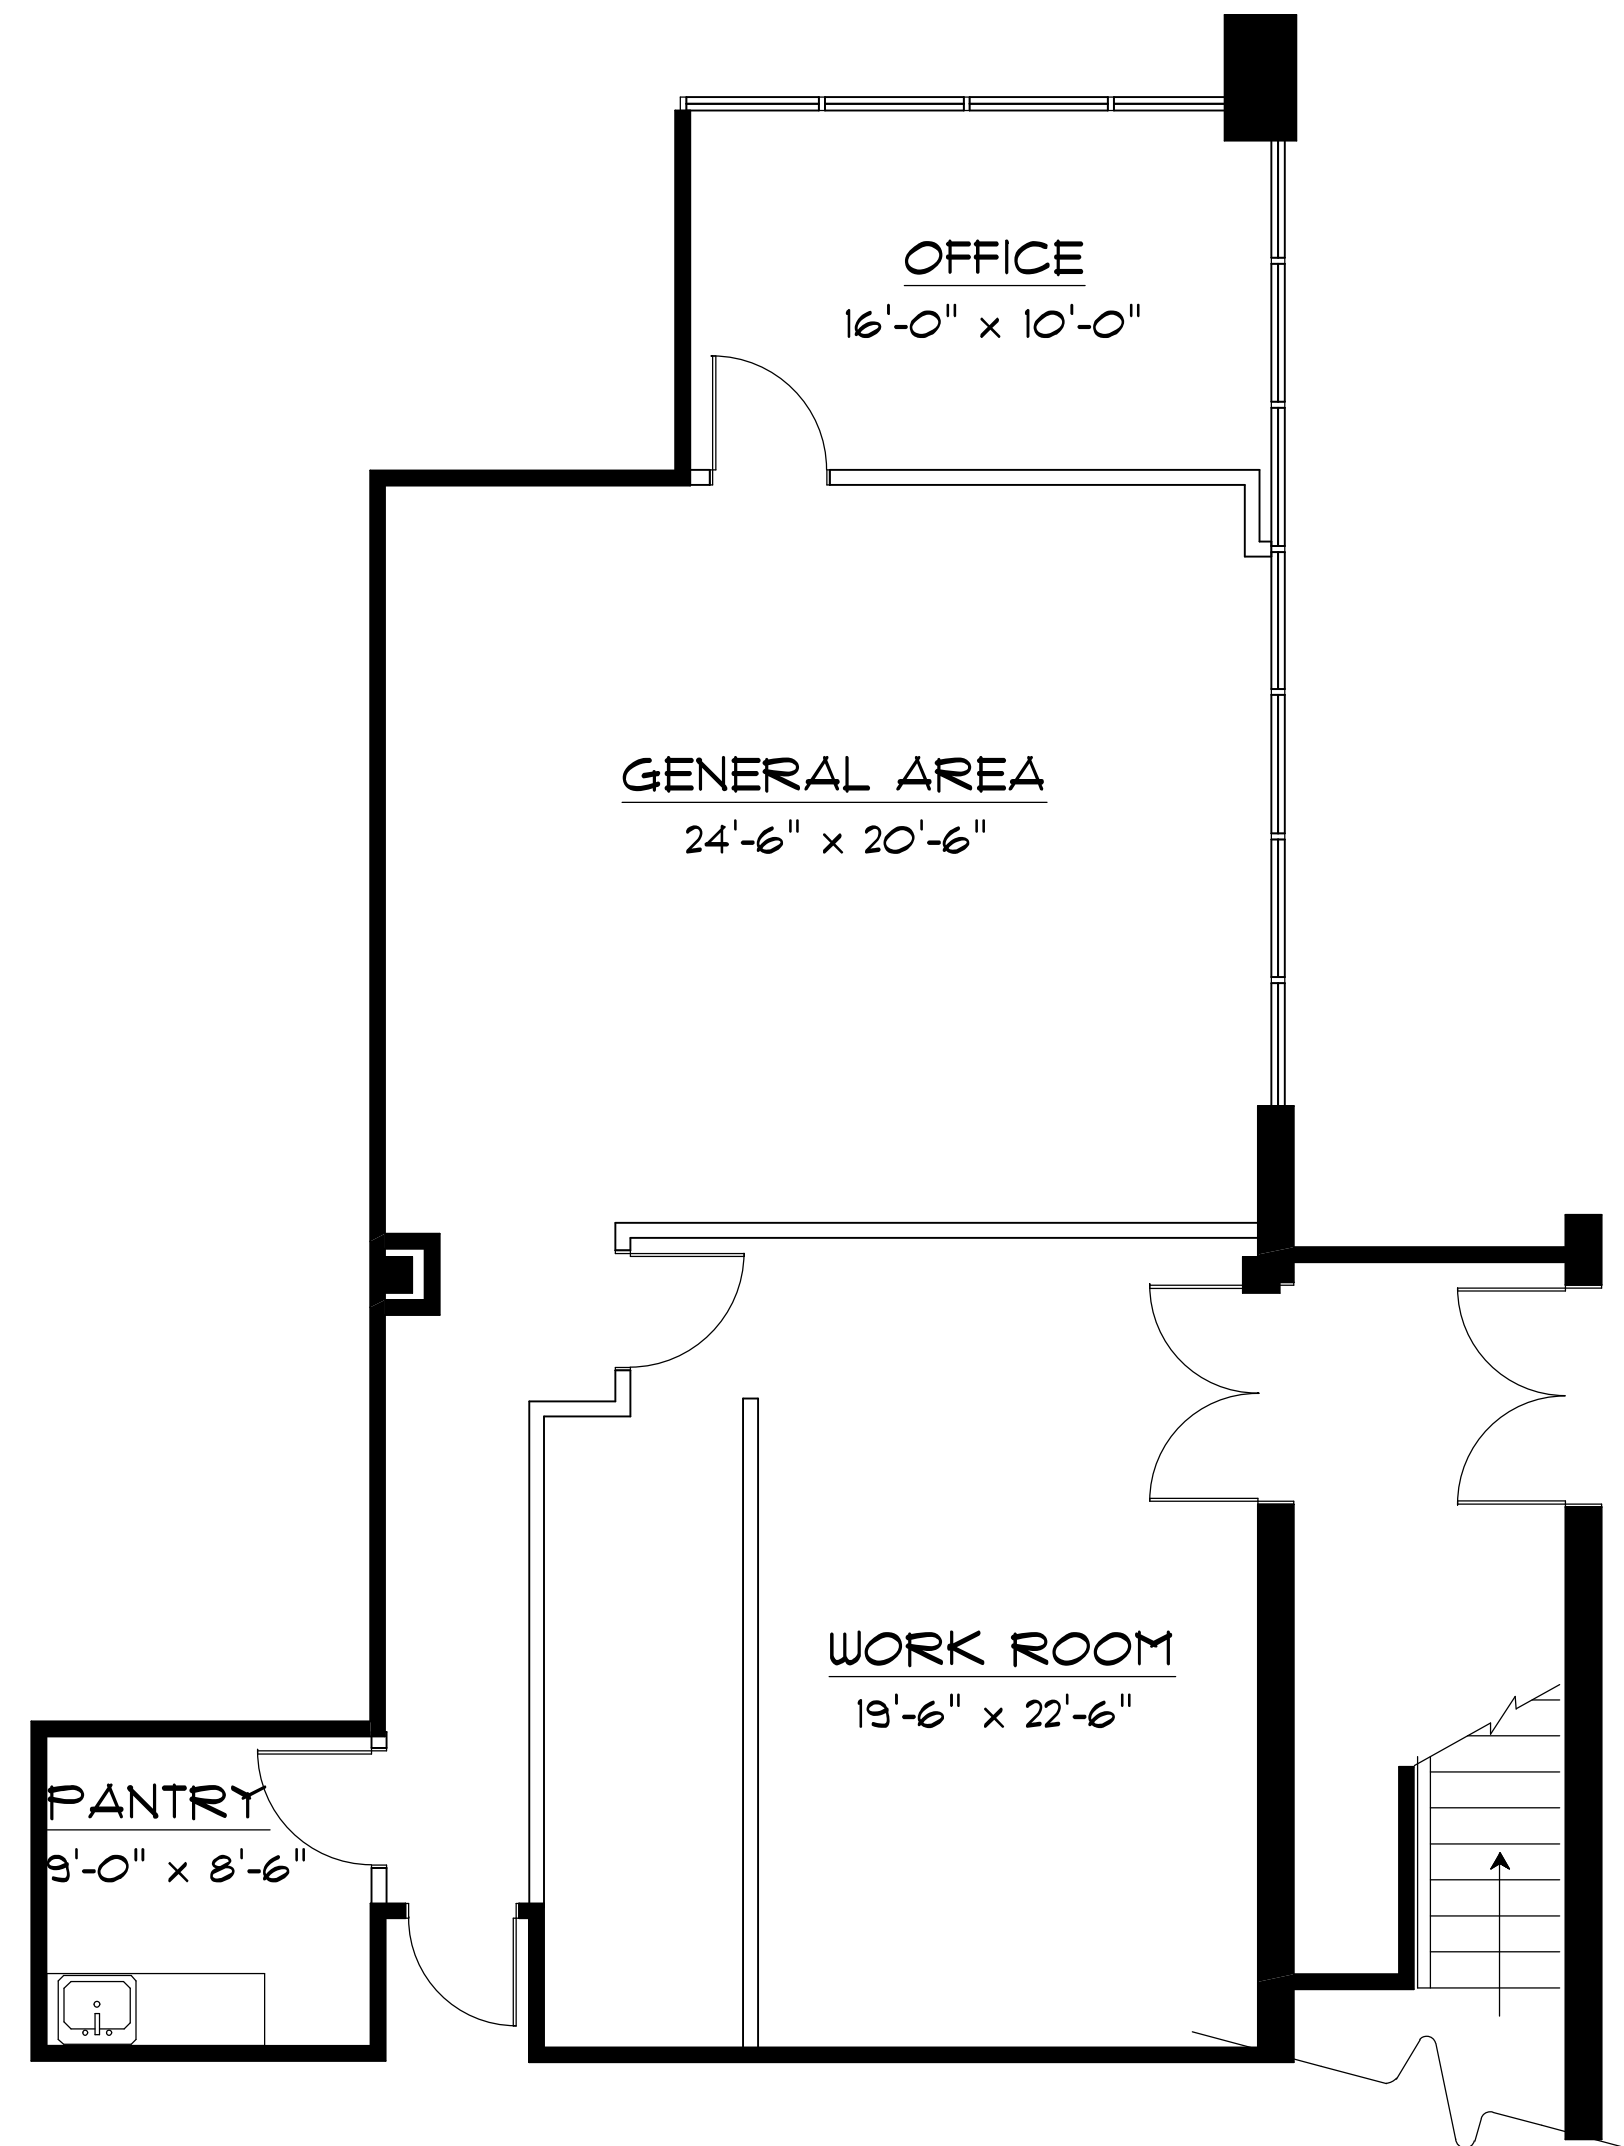 OFFICE
16'-0" x 10'-0"
GENERAL AREA
24'-6" x 20'-6"
WORK ROOM
19'-6" x 22'-6"
PANTRY
9'-0" x 8'-6"